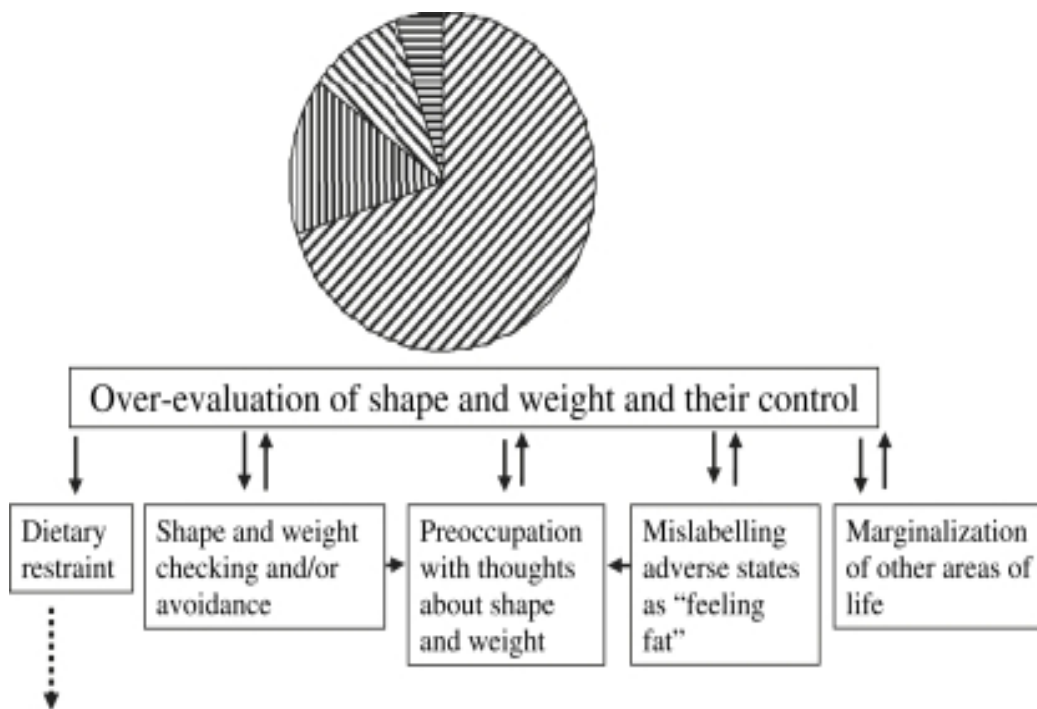 Over-evaluation of shape and weight and their control
Dietary
restraint
Shape and weight
checking and/or
avoidance
Preoccupation
with thoughts
about shape
and weight
Mislabelling
adverse states
as “feeling
fat”
Marginalization
of other areas of
life